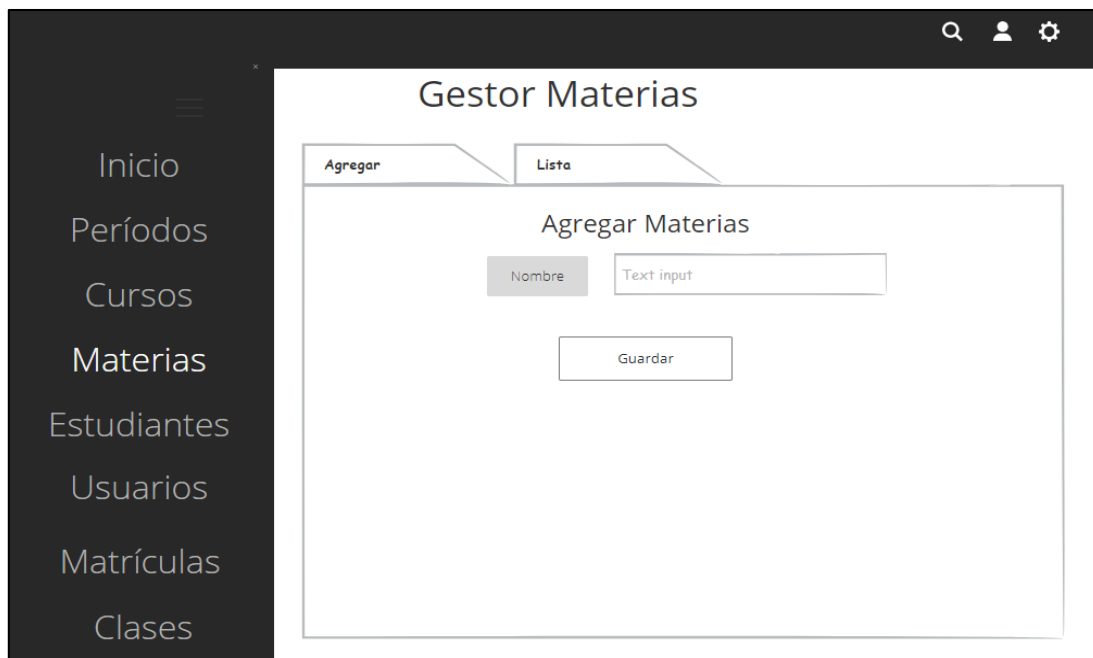 Gestor Materias
Inicio
Períodos
Cursos
Materias
Estudiantes
Usuarios
Matrículas
Clases
Agregar
Lista
Agregar Materias
Nombre
Text input
Guardar